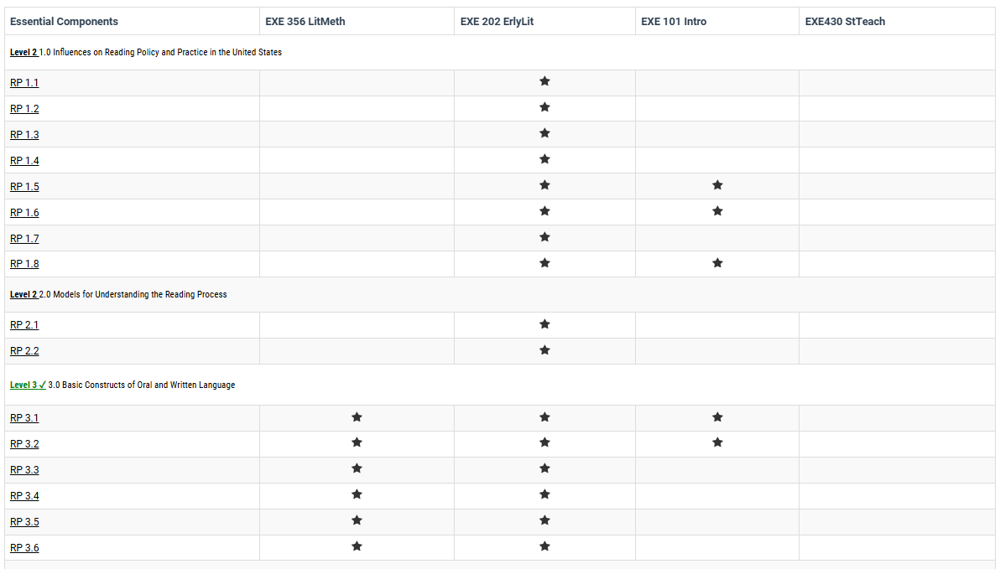 Essential Components EXE 356 LitMeth EXE 202 ErlyLit EXE 101 Intro EXE430 StTeach
Level 2 1.0 Influences on Reading Policy and Practice in the United States
RP 1.1 ★
RP 1.2 ★
RP 1.3 ★
RP 1.4 ★
RP 1.5 ★ ★
RP 1.6 ★ ★
RP 1.7 ★
RP 1.8 ★ ★
Level 2 2.0 Models for Understanding the Reading Process
RP 2.1 ★
RP 2.2 ★
Level 3 ✓ 3.0 Basic Constructs of Oral and Written Language
RP 3.1 ★ ★ ★
RP 3.2 ★ ★ ★
RP 3.3 ★ ★
RP 3.4 ★ ★
RP 3.5 ★ ★
RP 3.6 ★ ★